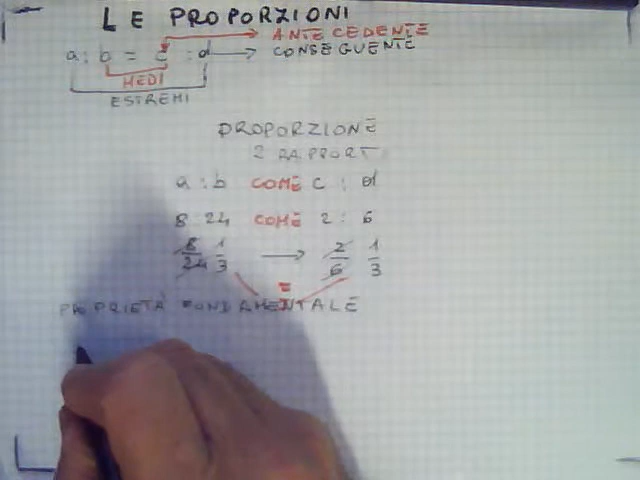 LE PROPORZIONI
ANTECEDENTE
a : b = c : d → CONSEGUENTE
MEDI
ESTREMI
PROPORZIONE
2 RAPPORTI
a : b COME c : d
8 : 24 COME 2 : 6
8/24 1/3 → 2/6 1/3
=
PROPRIETÀ FONDAMENTALE